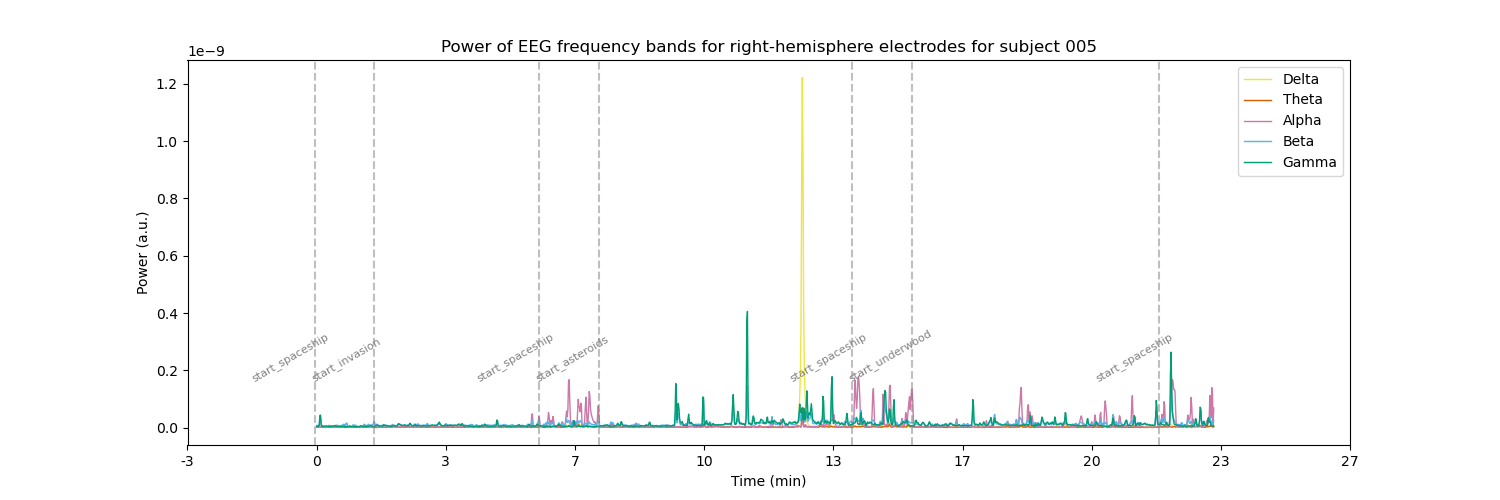 Power of EEG frequency bands for right-hemisphere electrodes for subject 005
1e−9
1.2
1.0
0.8
0.6
0.4
0.2
0.0
Power (a.u.)
Delta
Theta
Alpha
Beta
Gamma
start_spaceship
start_invasion
start_spaceship
start_asteroids
start_spaceship
start_underwood
start_spaceship
-3
0
3
7
10
13
17
20
23
27
Time (min)